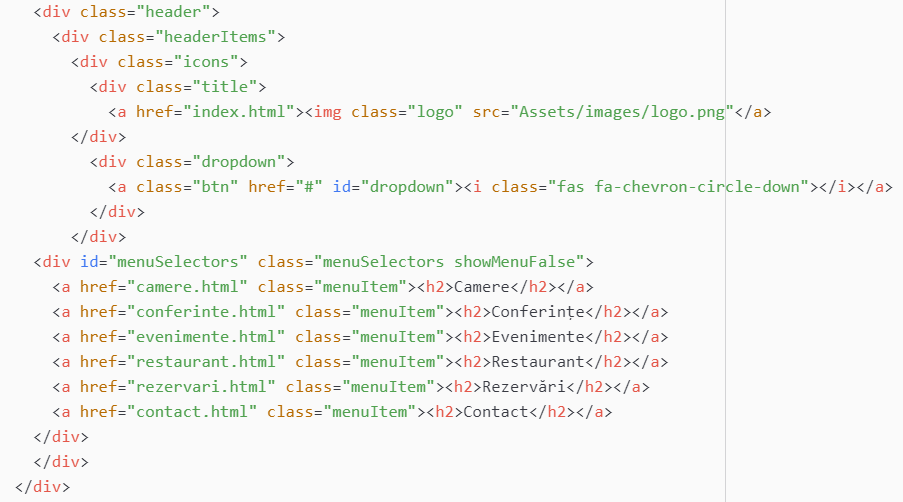 <div class="header">
<div class="headerItems">
<div class="icons">
<div class="title">
<a href="index.html"><img class="logo" src="Assets/images/logo.png"</a>
</div>
<div class="dropdown">
<a class="btn" href="#" id="dropdown"><i class="fas fa-chevron-circle-down"></i></a>
</div>
</div>
<div id="menuSelectors" class="menuSelectors showMenuFalse">
<a href="camere.html" class="menuItem"><h2>Camere</h2></a>
<a href="conferinte.html" class="menuItem"><h2>Conferințe</h2></a>
<a href="evenimente.html" class="menuItem"><h2>Evenimente</h2></a>
<a href="restaurant.html" class="menuItem"><h2>Restaurant</h2></a>
<a href="rezervari.html" class="menuItem"><h2>Rezervări</h2></a>
<a href="contact.html" class="menuItem"><h2>Contact</h2></a>
</div>
</div>
</div>